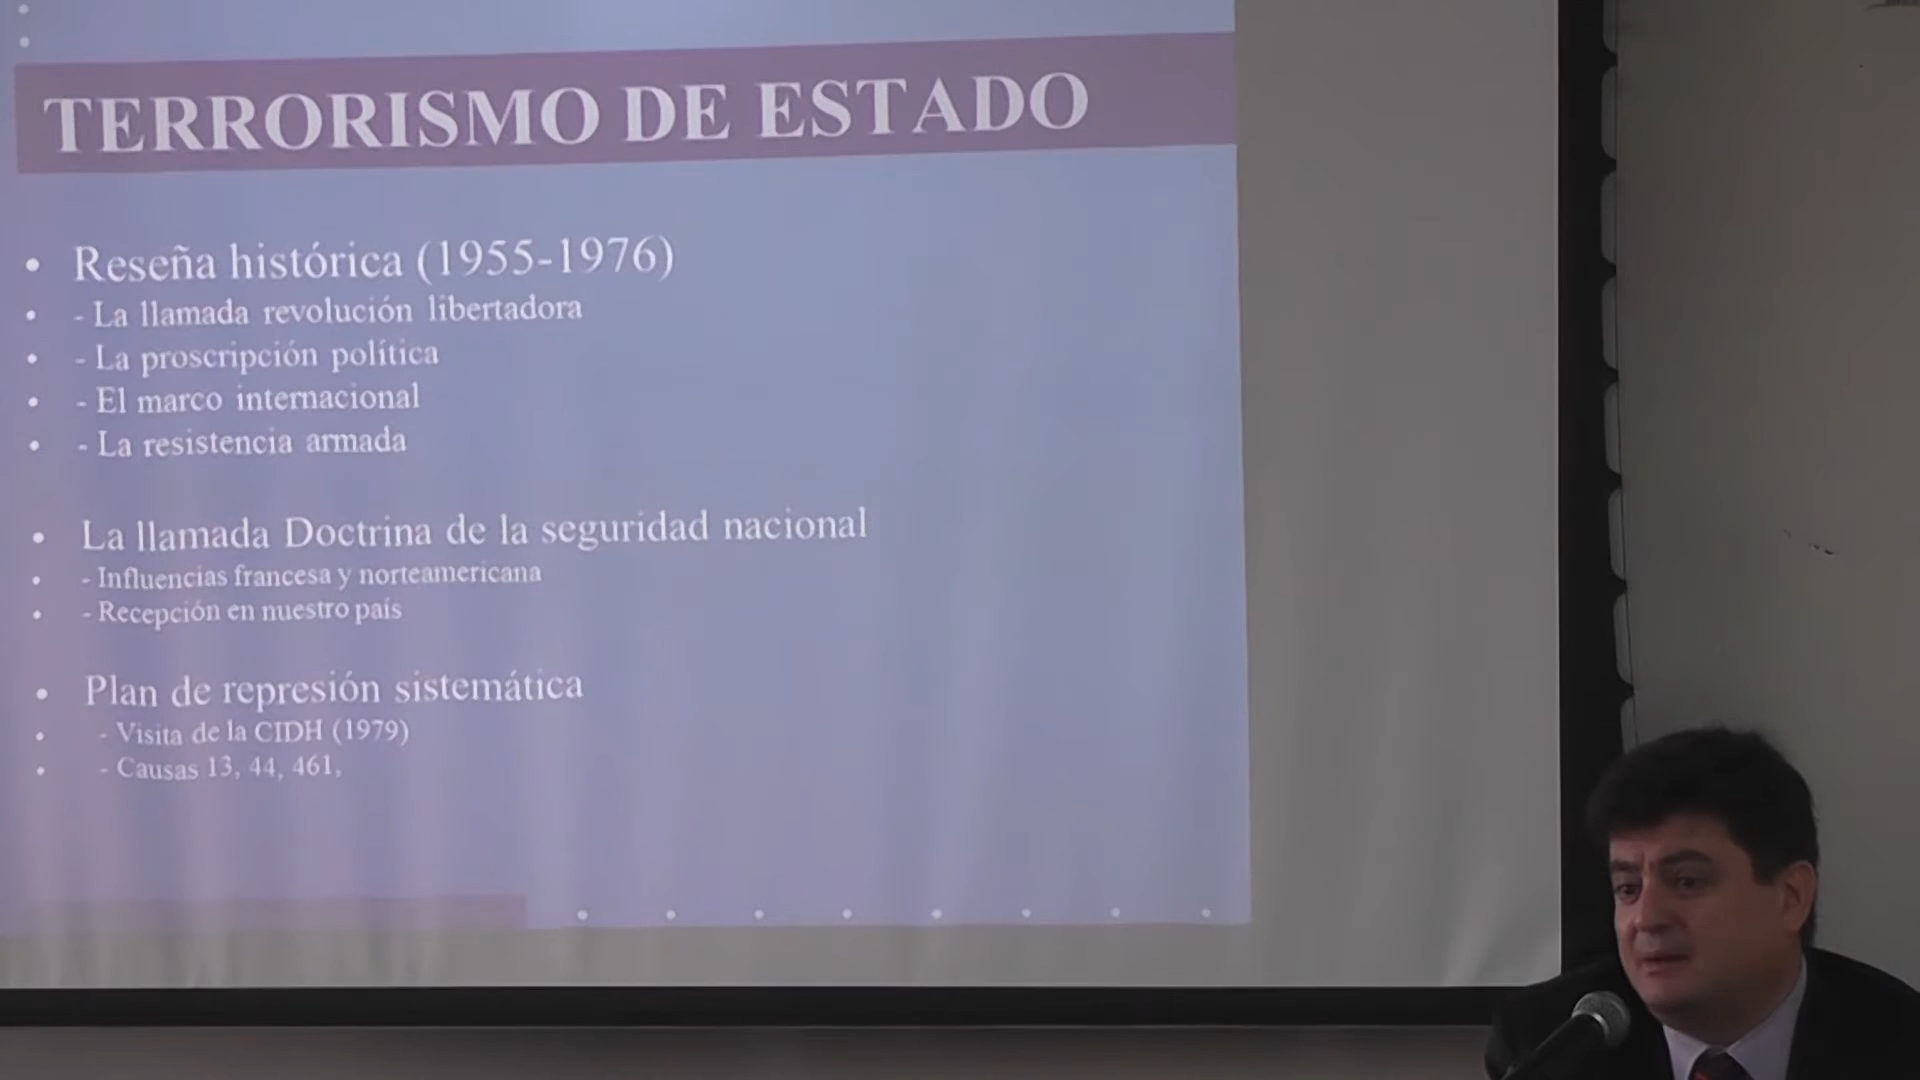 TERRORISMO DE ESTADO
• Reseña histórica (1955-1976)
• - La llamada revolución libertadora
• - La proscripción política
• - El marco internacional
• - La resistencia armada
• La llamada Doctrina de la seguridad nacional
• - Influencias francesa y norteamericana
• - Recepción en nuestro país
• Plan de represión sistemática
• - Visita de la CIDH (1979)
• - Causas 13, 44, 461,